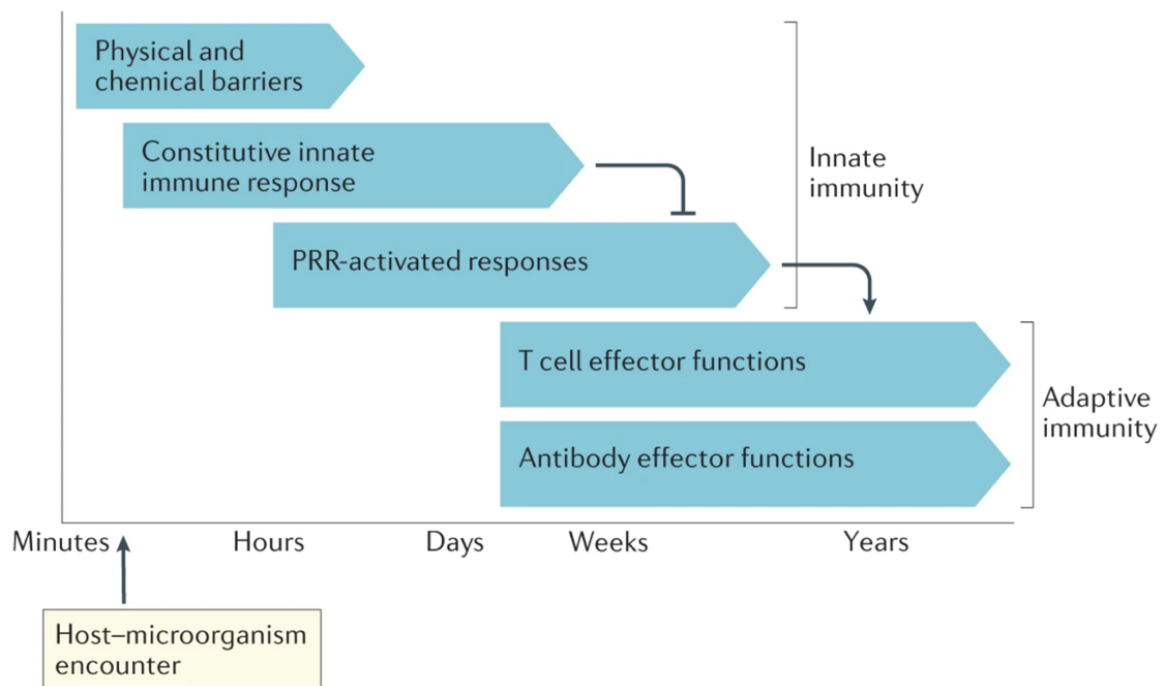 Physical and
chemical barriers
Constitutive innate
immune response
PRR-activated responses
Innate
immunity
T cell effector functions
Antibody effector functions
Adaptive
immunity
Minutes
Hours
Days
Weeks
Years
Host–microorganism
encounter